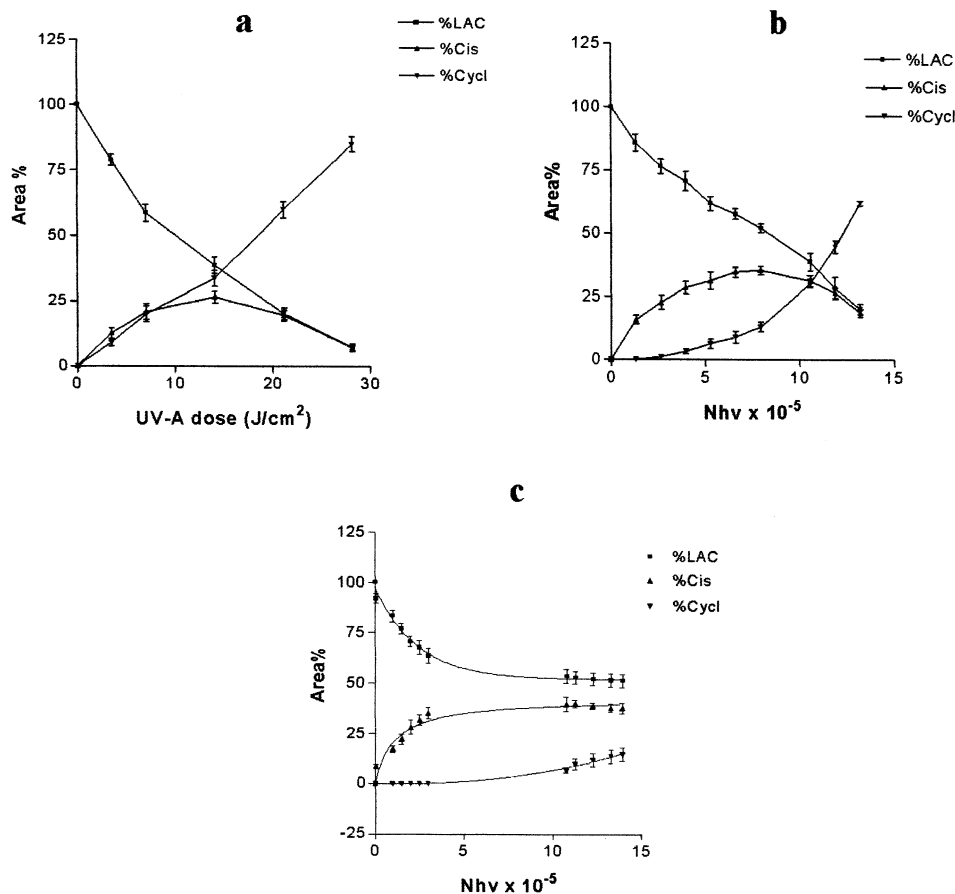 a
%LAC
%Cis
%Cycl
125
100
75
50
25
0
Area %
0 10 20 30
UV-A dose (J/cm²)
b
%LAC
%Cis
%Cycl
125
100
75
50
25
0
Area%
0 5 10 15
Nhv x 10⁻⁵
c
%LAC
%Cis
%Cycl
125
100
75
50
25
0
-25
Area%
0 5 10 15
Nhv x 10⁻⁵